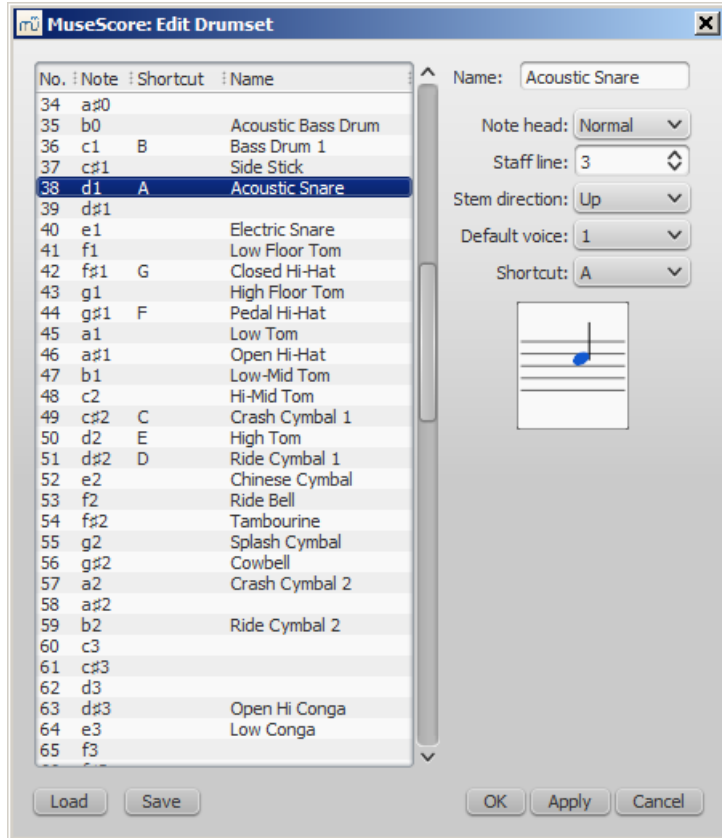 mü MuseScore: Edit Drumset
No. Note Shortcut Name
34 a♯0
35 b0 Acoustic Bass Drum
36 c1 B Bass Drum 1
37 c♯1 Side Stick
38 d1 A Acoustic Snare
39 d♯1
40 e1 Electric Snare
41 f1 Low Floor Tom
42 f♯1 G Closed Hi-Hat
43 g1 High Floor Tom
44 g♯1 F Pedal Hi-Hat
45 a1 Low Tom
46 a♯1 Open Hi-Hat
47 b1 Low-Mid Tom
48 c2 Hi-Mid Tom
49 c♯2 C Crash Cymbal 1
50 d2 E High Tom
51 d♯2 D Ride Cymbal 1
52 e2 Chinese Cymbal
53 f2 Ride Bell
54 f♯2 Tambourine
55 g2 Splash Cymbal
56 g♯2 Cowbell
57 a2 Crash Cymbal 2
58 a♯2
59 b2 Ride Cymbal 2
60 c3
61 c♯3
62 d3
63 d♯3 Open Hi Conga
64 e3 Low Conga
65 f3
Name: Acoustic Snare
Note head: Normal
Staff line: 3
Stem direction: Up
Default voice: 1
Shortcut: A
Load Save OK Apply Cancel